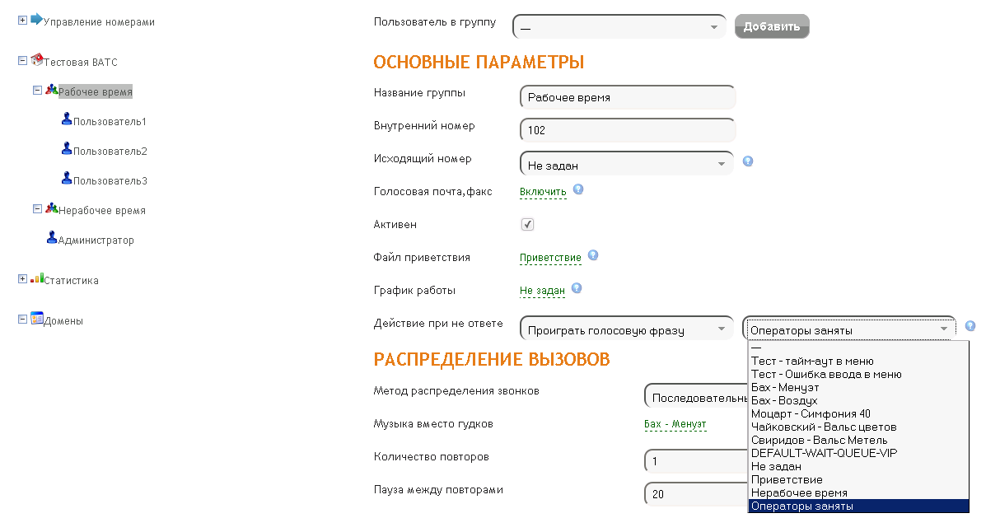 Управление номерами
Тестовая ВАТС
Рабочее время
Пользователь1
Пользователь2
Пользователь3
Нерабочее время
Администратор
Статистика
Домены
Пользователь в группу — Добавить
ОСНОВНЫЕ ПАРАМЕТРЫ
Название группы Рабочее время
Внутренний номер 102
Исходящий номер Не задан
Голосовая почта,факс Включить
Активен
Файл приветствия Приветствие
График работы Не задан
Действие при не ответе Проиграть голосовую фразу Операторы заняты
РАСПРЕДЕЛЕНИЕ ВЫЗОВОВ
Метод распределения звонков Последовательны
Музыка вместо гудков Бах - Менуэт
Количество повторов 1
Пауза между повторами 20
—
Тест - тайм-аут в меню
Тест - Ошибка ввода в меню
Бах - Менуэт
Бах - Воздух
Моцарт - Симфония 40
Чайковский - Вальс цветов
Свиридов - Вальс Метель
DEFAULT-WAIT-QUEUE-VIP
Не задан
Приветствие
Нерабочее время
Операторы заняты